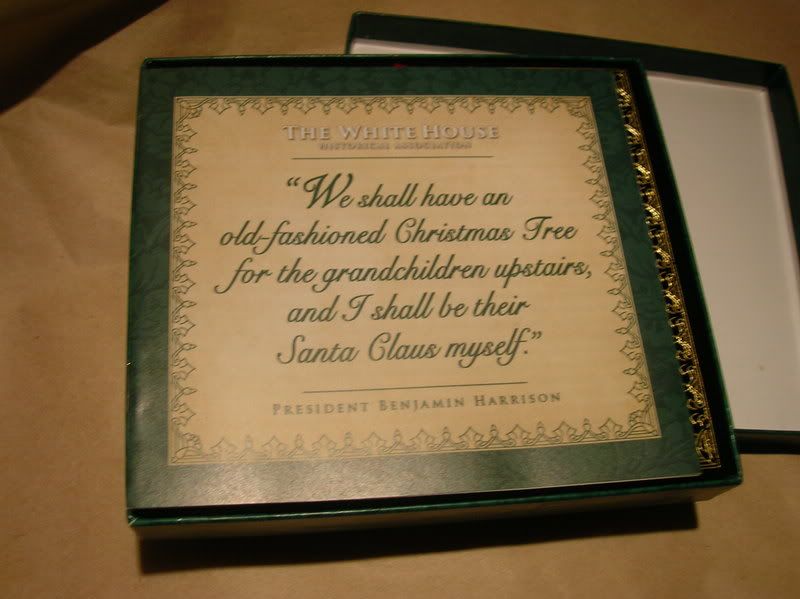 THE WHITE HOUSE
HISTORICAL ASSOCIATION
“We shall have an
old-fashioned Christmas Tree
for the grandchildren upstairs,
and I shall be their
Santa Claus myself.”
PRESIDENT BENJAMIN HARRISON